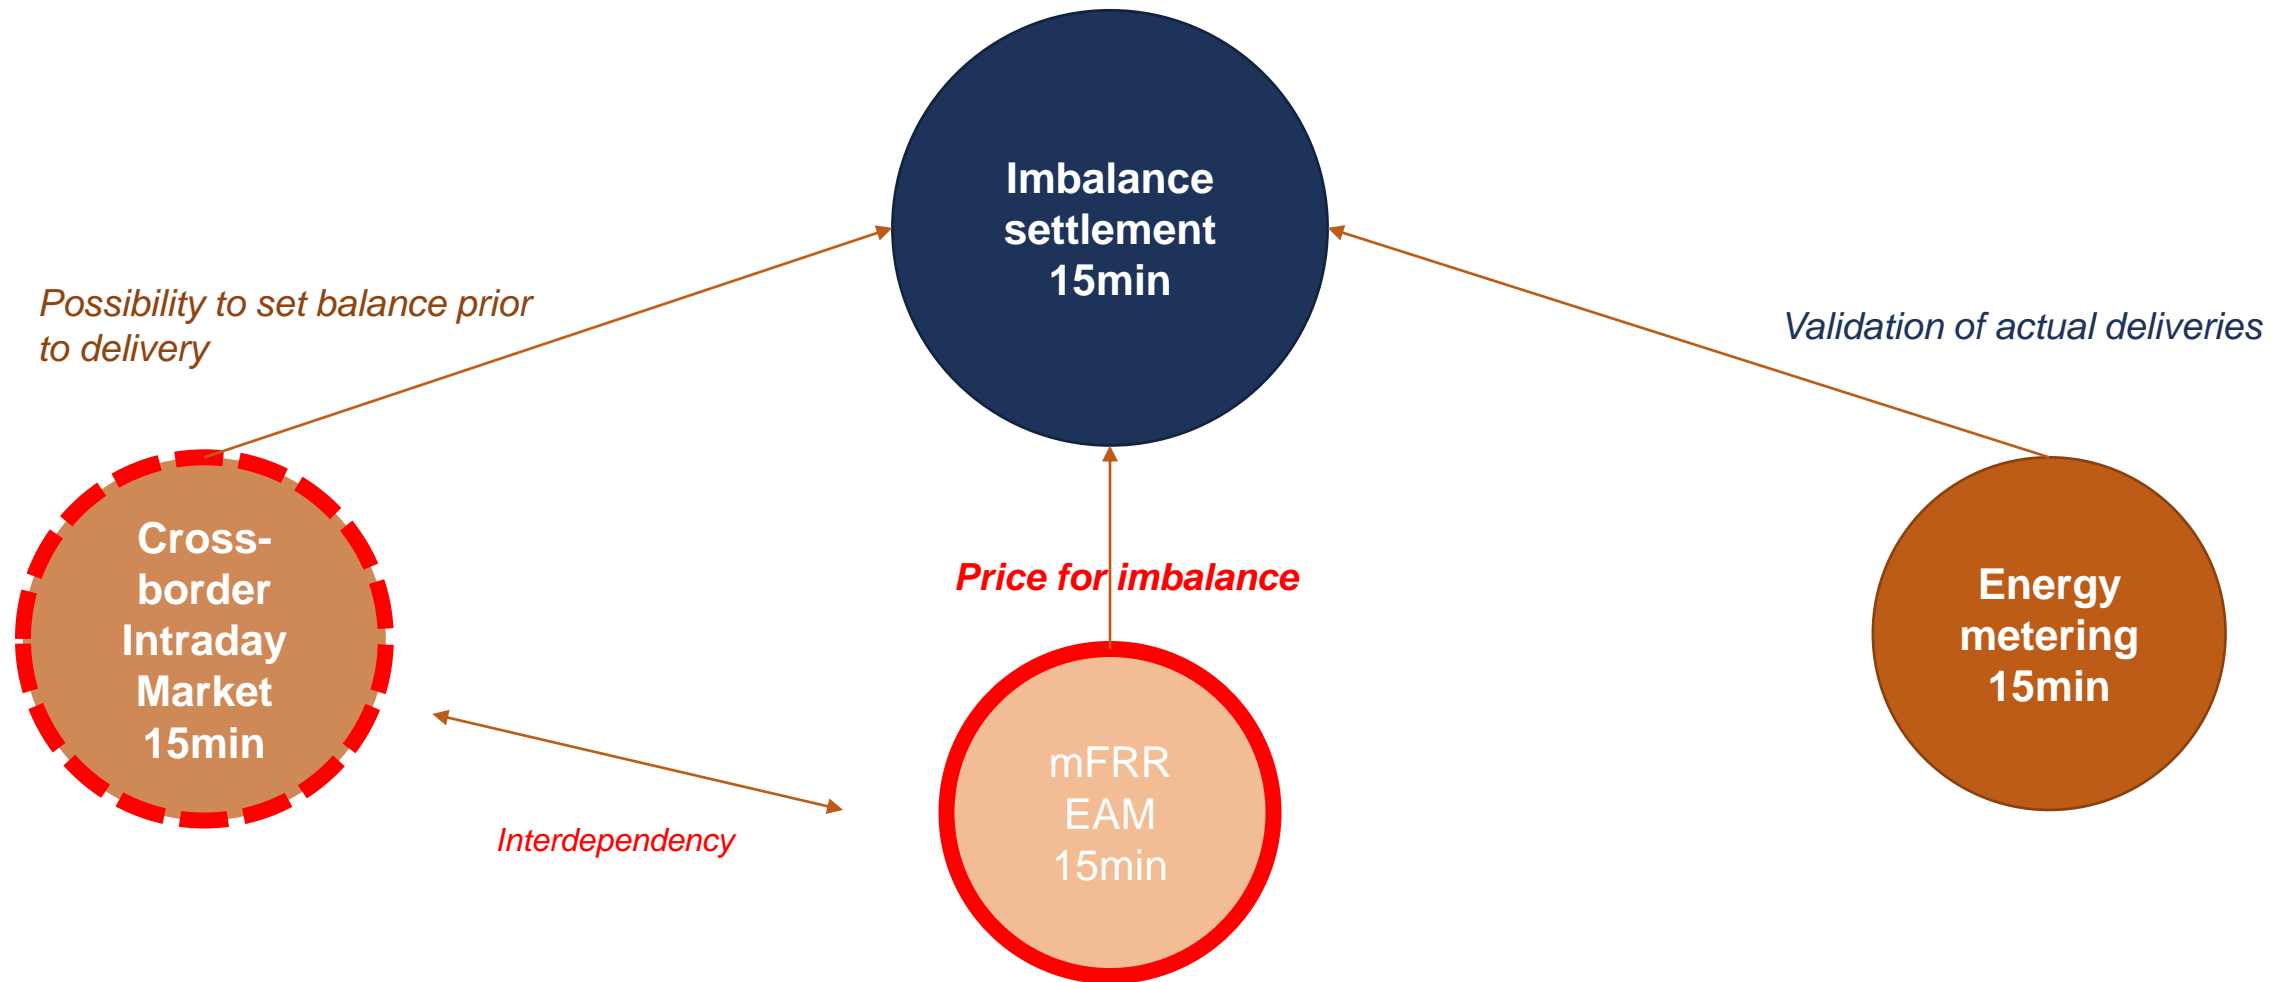 Imbalance
settlement
15min
Possibility to set balance prior
to delivery
Validation of actual deliveries
Cross-
border
Intraday
Market
15min
Price for imbalance
Energy
metering
15min
mFRR
EAM
15min
Interdependency